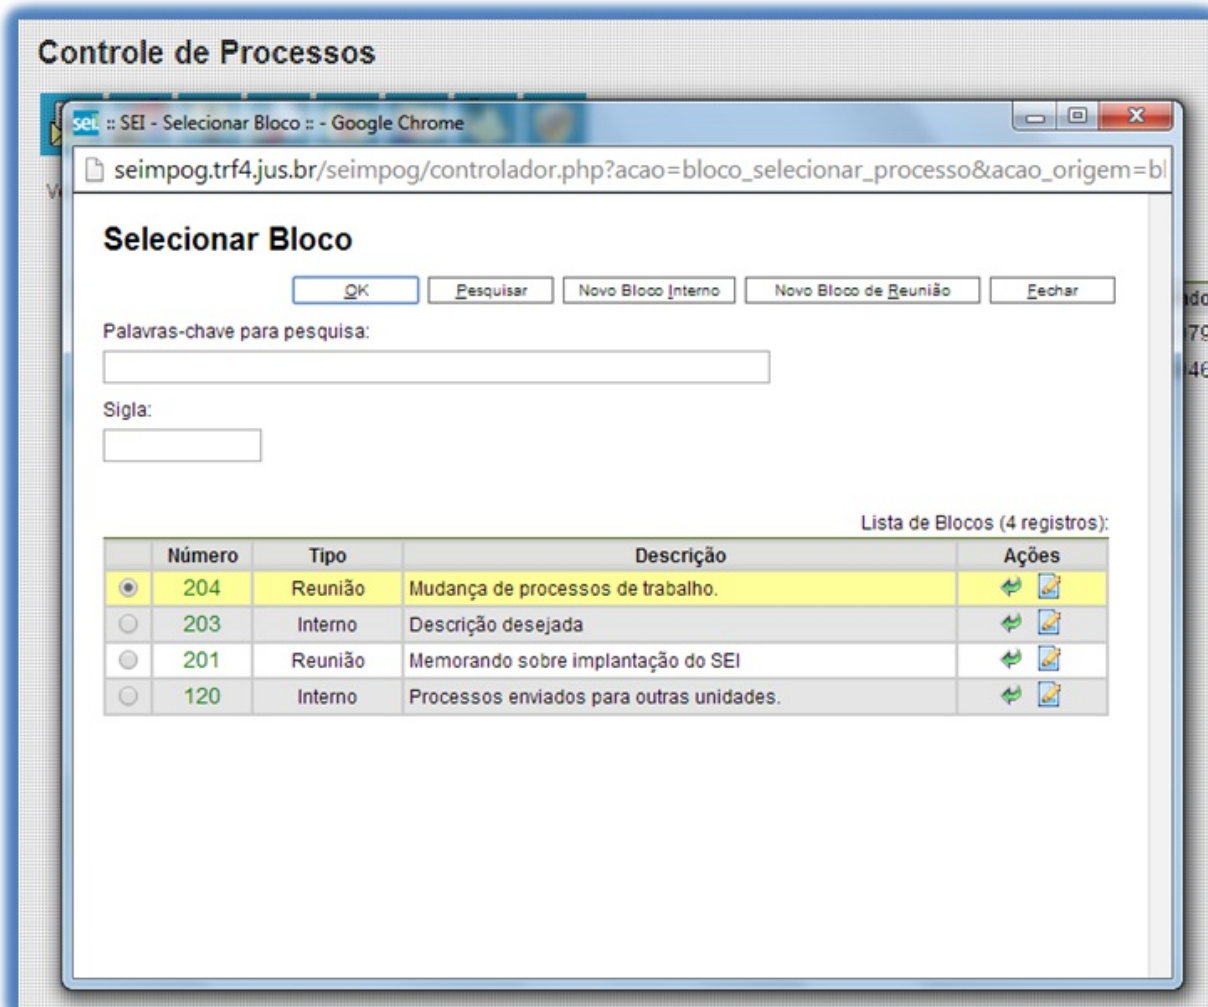 Controle de Processos
sei. :: SEI - Selecionar Bloco :: - Google Chrome
seimpog.trf4.jus.br/seimpog/controlador.php?acao=bloco_selecionar_processo&acao_origem=bl
Selecionar Bloco
OK Pesquisar Novo Bloco Interno Novo Bloco de Reunião Fechar
Palavras-chave para pesquisa:
Sigla:
Lista de Blocos (4 registros):
Número Tipo Descrição Ações
204 Reunião Mudança de processos de trabalho.
203 Interno Descrição desejada
201 Reunião Memorando sobre implantação do SEI
120 Interno Processos enviados para outras unidades.